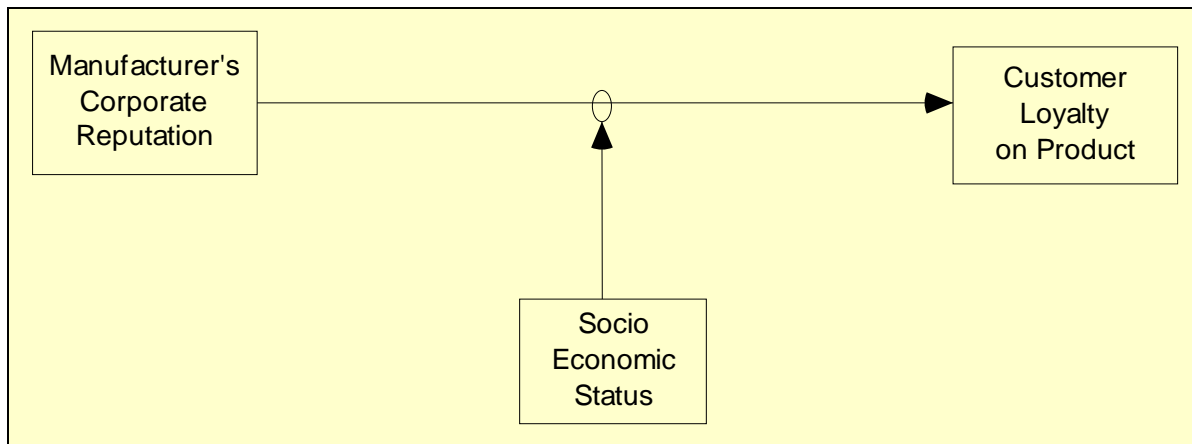 Manufacturer's
Corporate
Reputation
Customer
Loyalty
on Product
Socio
Economic
Status